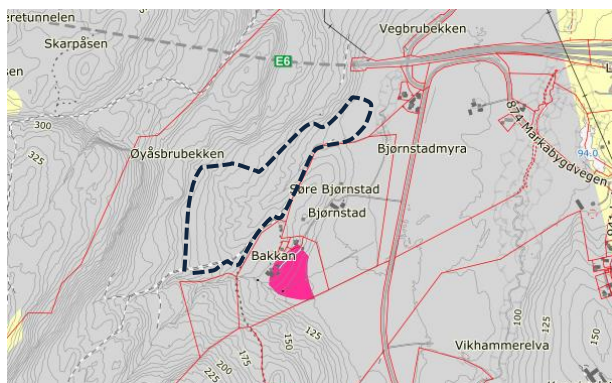 eretunnelen
Skarpåsen
Vegbrubekken
E6
sen
L
300
Øyåsbrubekken
Bjørnstadmyra
874 Markabygdvegen
94.0
325
Søre Bjørnstad
Bjørnstad
Bakkan
100
125
150
125
150
175
200
225
Vikhammerelva